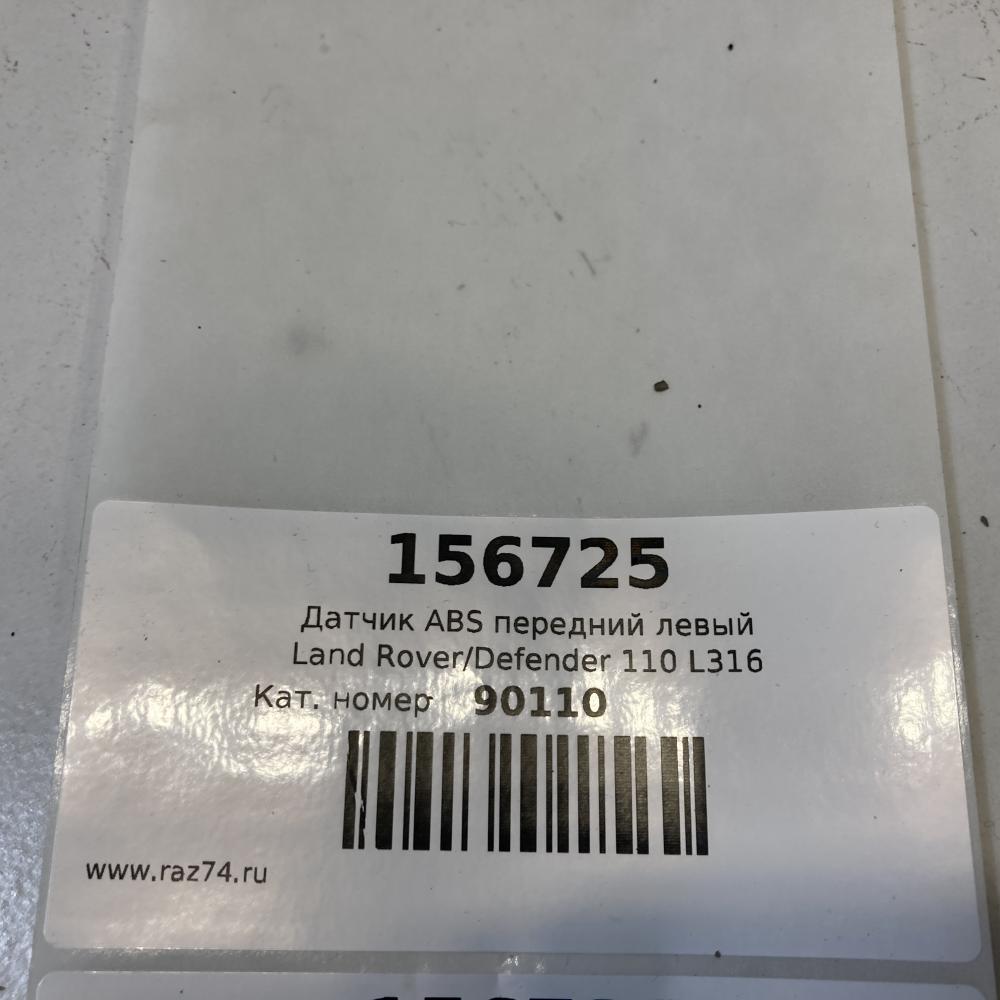 156725
Датчик ABS передний левый
Land Rover/Defender 110 L316
Кат. номер 90110
www.raz74.ru